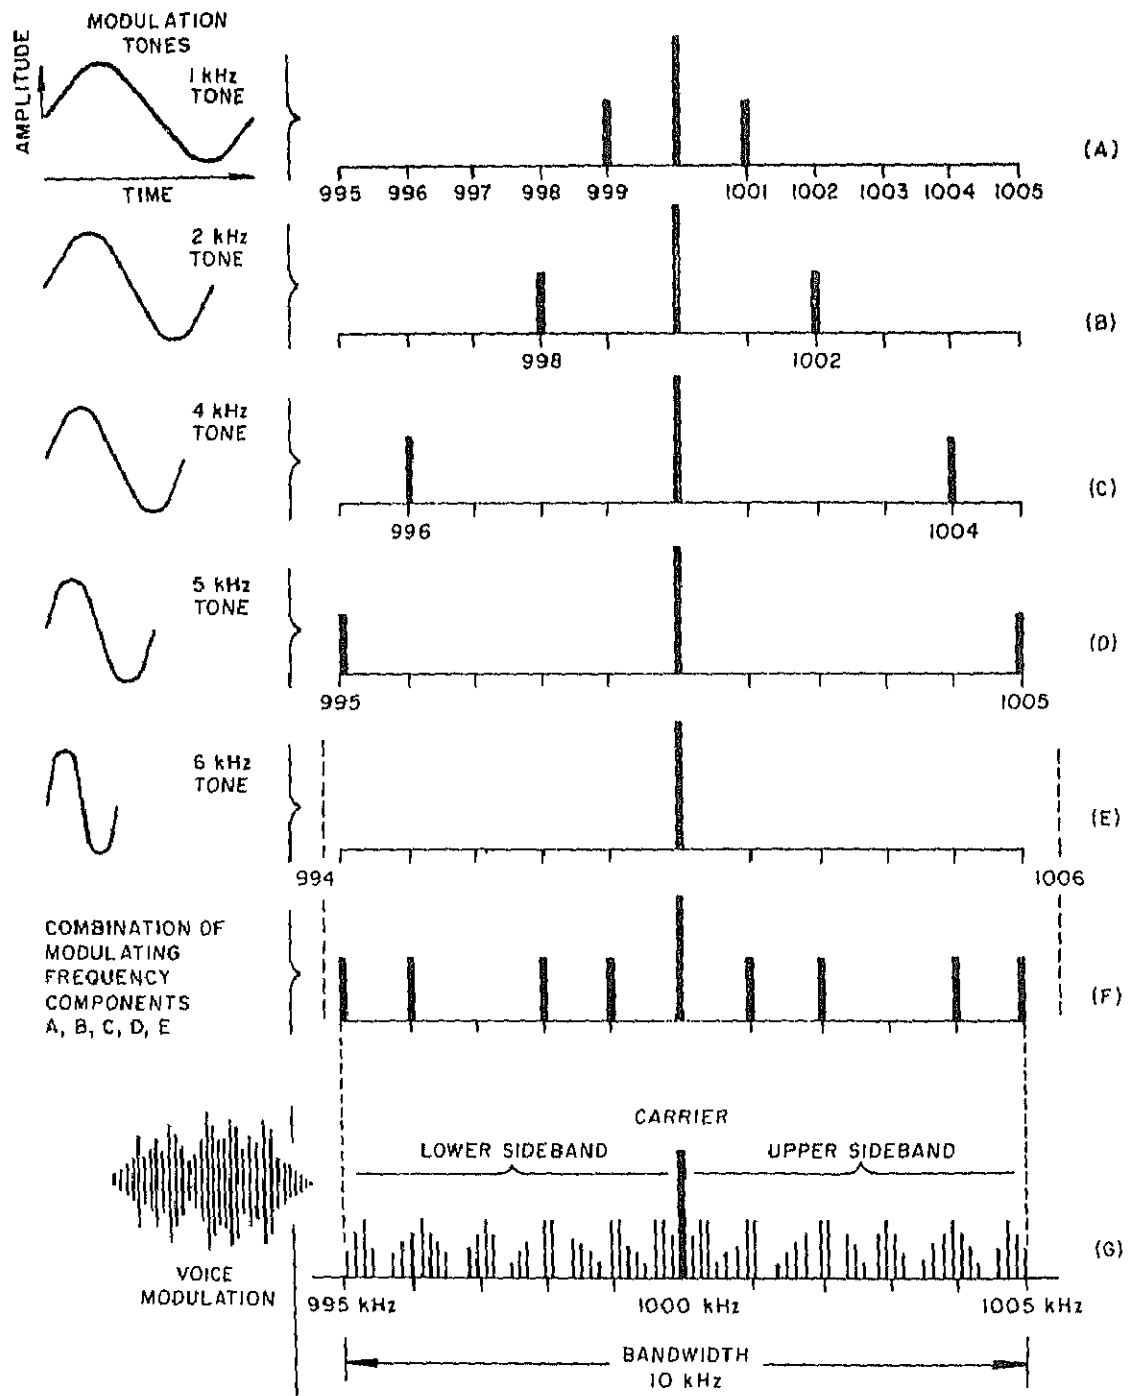 MODULATION
TONES
AMPLITUDE
TIME
1 kHz
TONE
995 996 997 998 999 1001 1002 1003 1004 1005
(A)
2 kHz
TONE
998 1002
(B)
4 kHz
TONE
996 1004
(C)
5 kHz
TONE
995 1005
(D)
6 kHz
TONE
994 1006
(E)
COMBINATION OF
MODULATING
FREQUENCY
COMPONENTS
A, B, C, D, E
(F)
CARRIER
LOWER SIDEBAND UPPER SIDEBAND
(G)
VOICE
MODULATION
995 kHz 1000 kHz 1005 kHz
BANDWIDTH
10 kHz